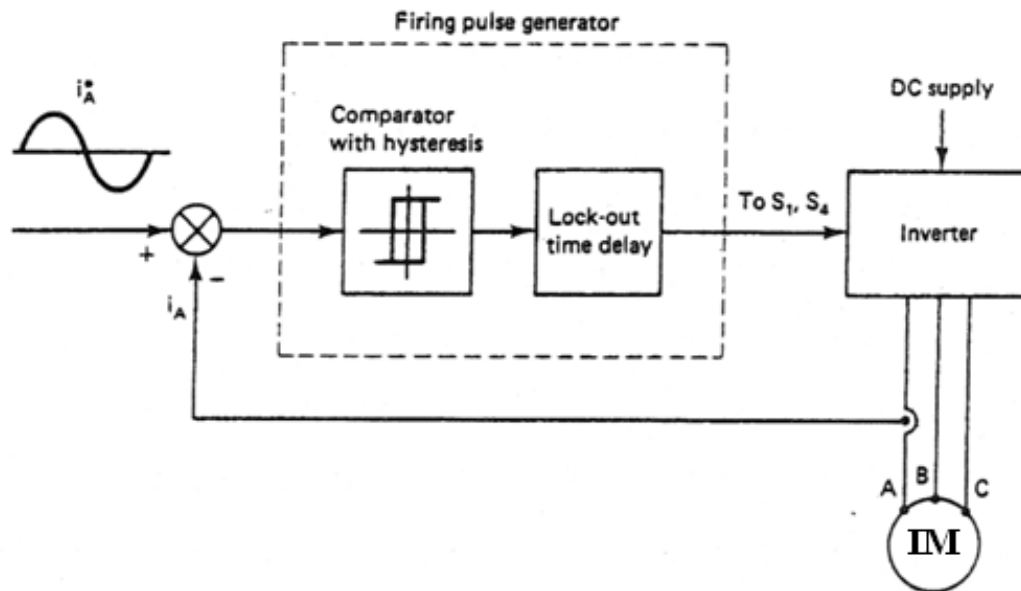 Firing pulse generator
i*A
DC supply
Comparator
with hysteresis
Lock-out
time delay
To S1, S4
Inverter
+
−
iA
A B C
IM